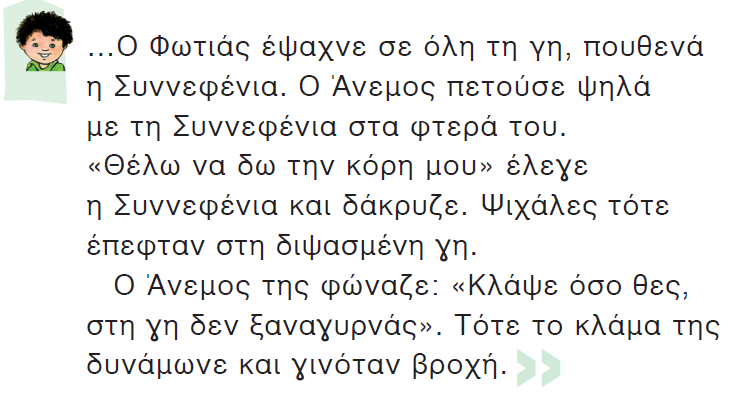 ...Ο Φωτιάς έψαχνε σε όλη τη γη, πουθενά
η Συννεφένια. Ο Άνεμος πετούσε ψηλά
με τη Συννεφένια στα φτερά του.
«Θέλω να δω την κόρη μου» έλεγε
η Συννεφένια και δάκρυζε. Ψιχάλες τότε
έπεφταν στη διψασμένη γη.
Ο Άνεμος της φώναζε: «Κλάψε όσο θες,
στη γη δεν ξαναγυρνάς». Τότε το κλάμα της
δυνάμωνε και γινόταν βροχή.